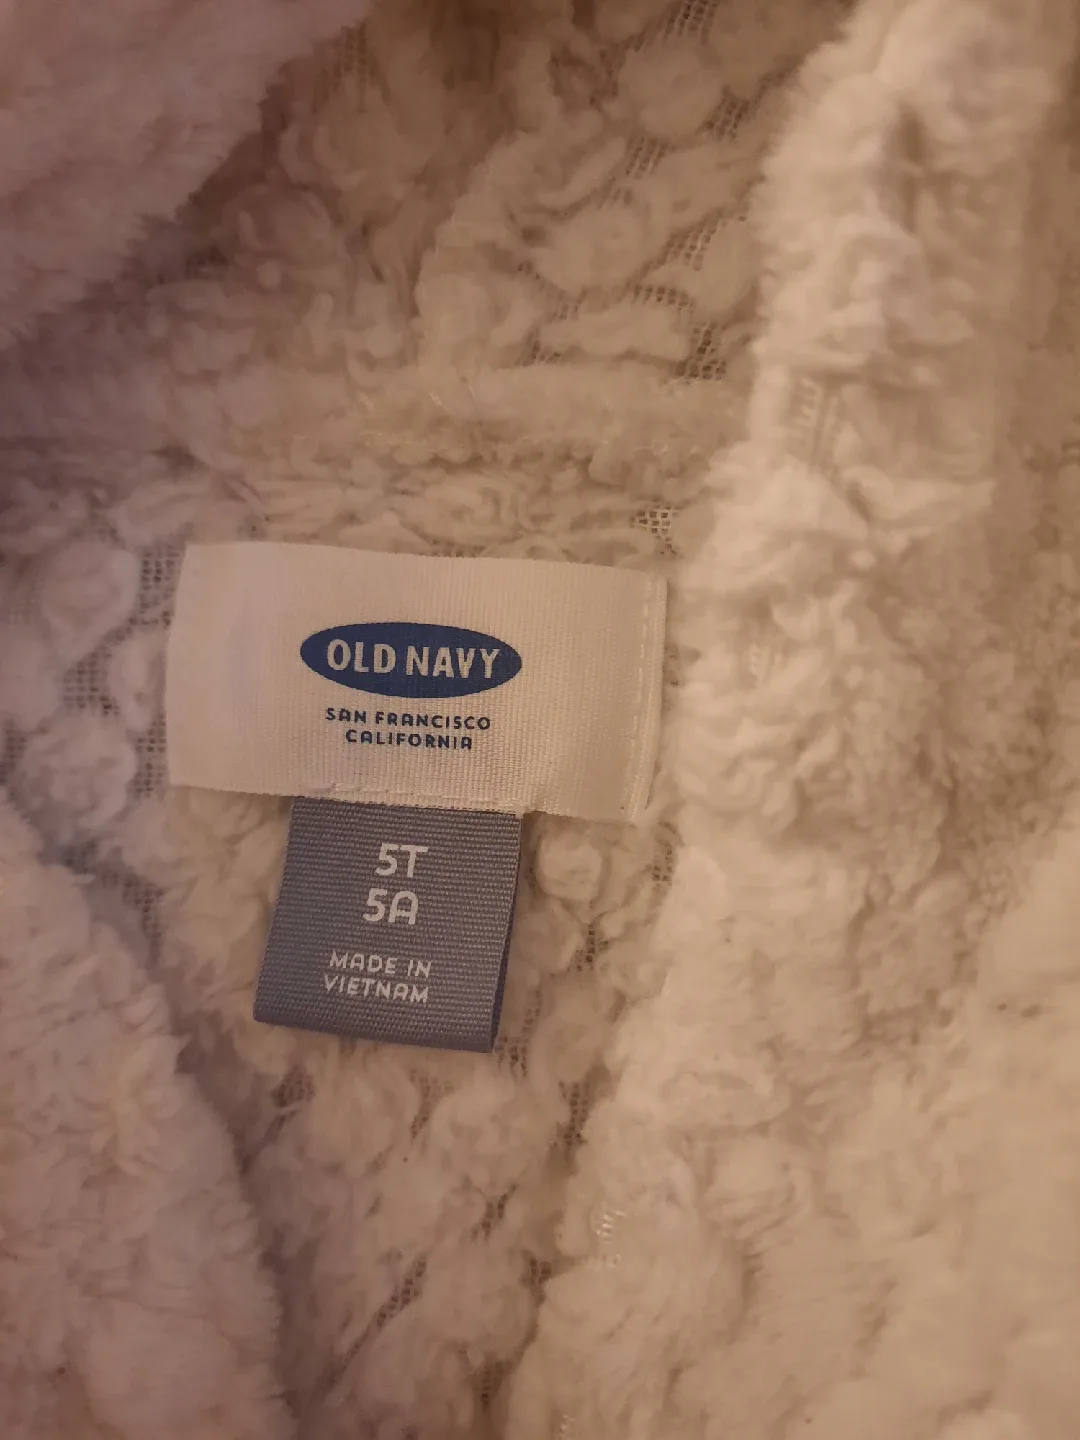 OLD NAVY
SAN FRANCISCO
CALIFORNIA
5T
5A
MADE IN
VIETNAM